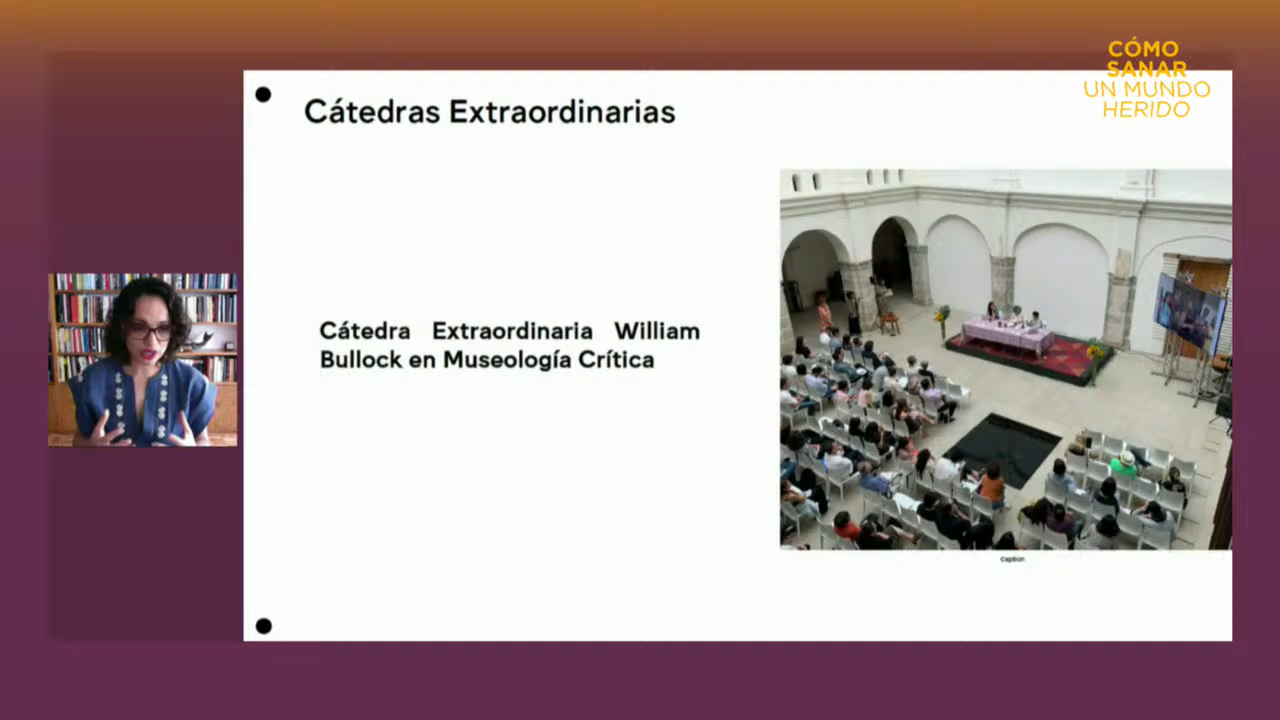 CÓMO
SANAR
UN MUNDO
HERIDO
Cátedras Extraordinarias
Cátedra Extraordinaria William
Bullock en Museología Crítica
Caption